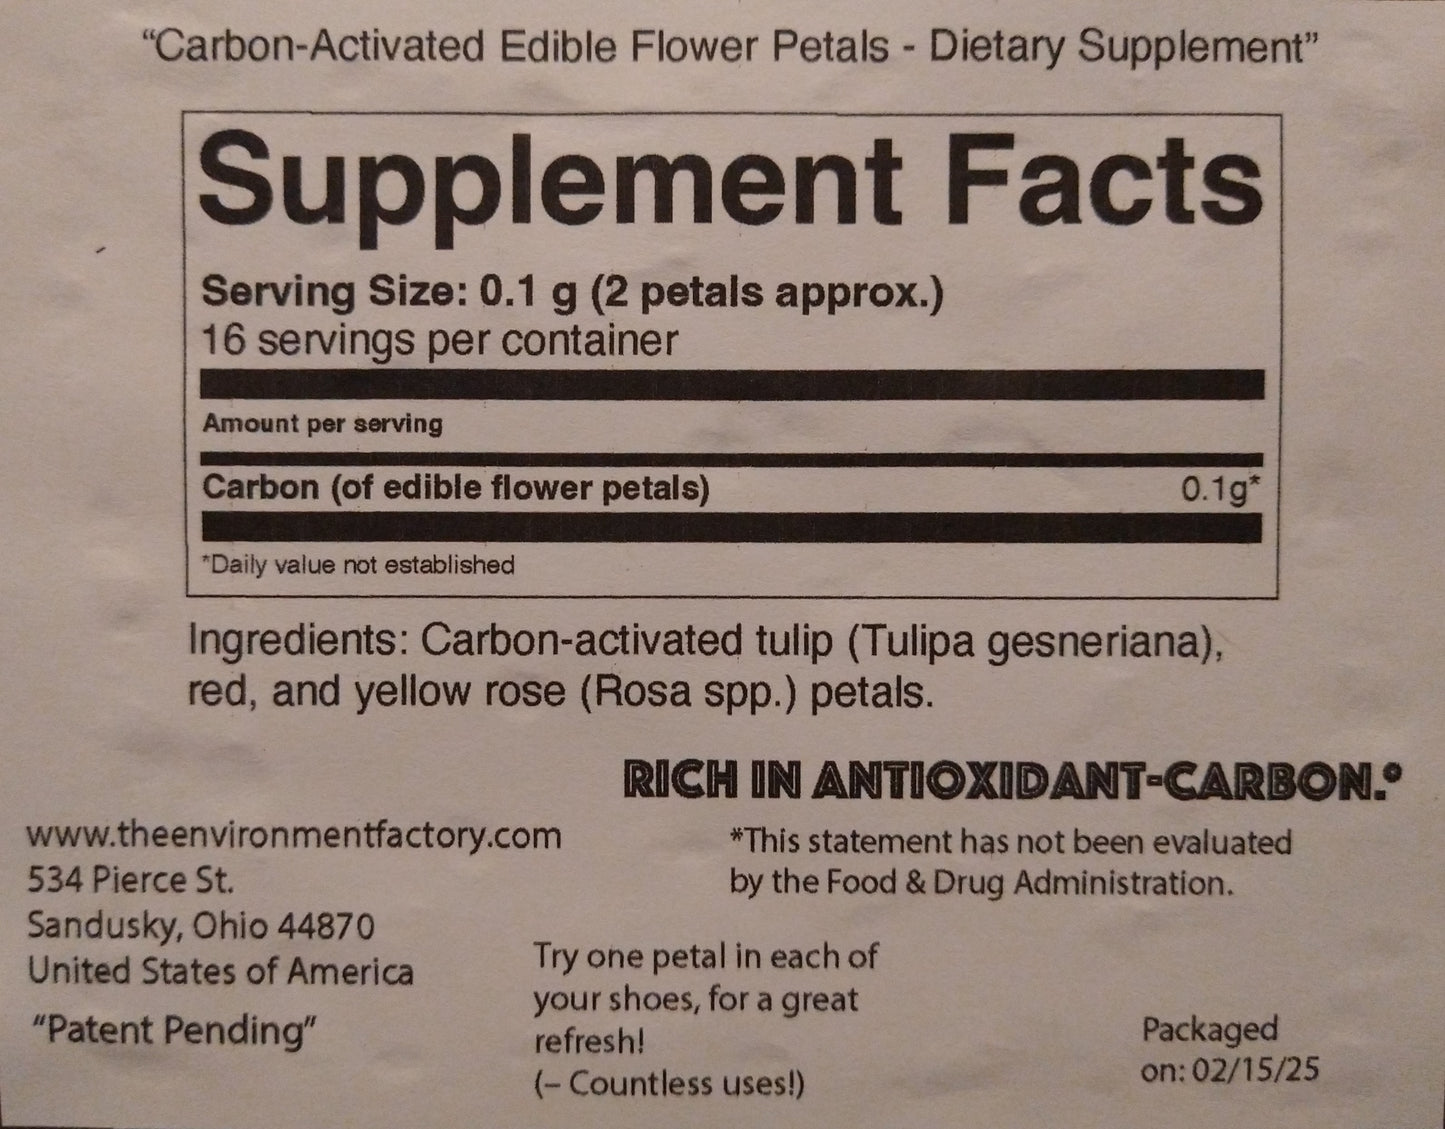 “Carbon-Activated Edible Flower Petals - Dietary Supplement”
Supplement Facts
Serving Size: 0.1 g (2 petals approx.)
16 servings per container
Amount per serving
Carbon (of edible flower petals) 0.1g*
*Daily value not established
Ingredients: Carbon-activated tulip (Tulipa gesneriana),
red, and yellow rose (Rosa spp.) petals.
RICH IN ANTIOXIDANT-CARBON.°
*This statement has not been evaluated
by the Food & Drug Administration.
www.theenvironmentfactory.com
534 Pierce St.
Sandusky, Ohio 44870
United States of America
“Patent Pending”
Try one petal in each of
your shoes, for a great
refresh!
(– Countless uses!)
Packaged
on: 02/15/25